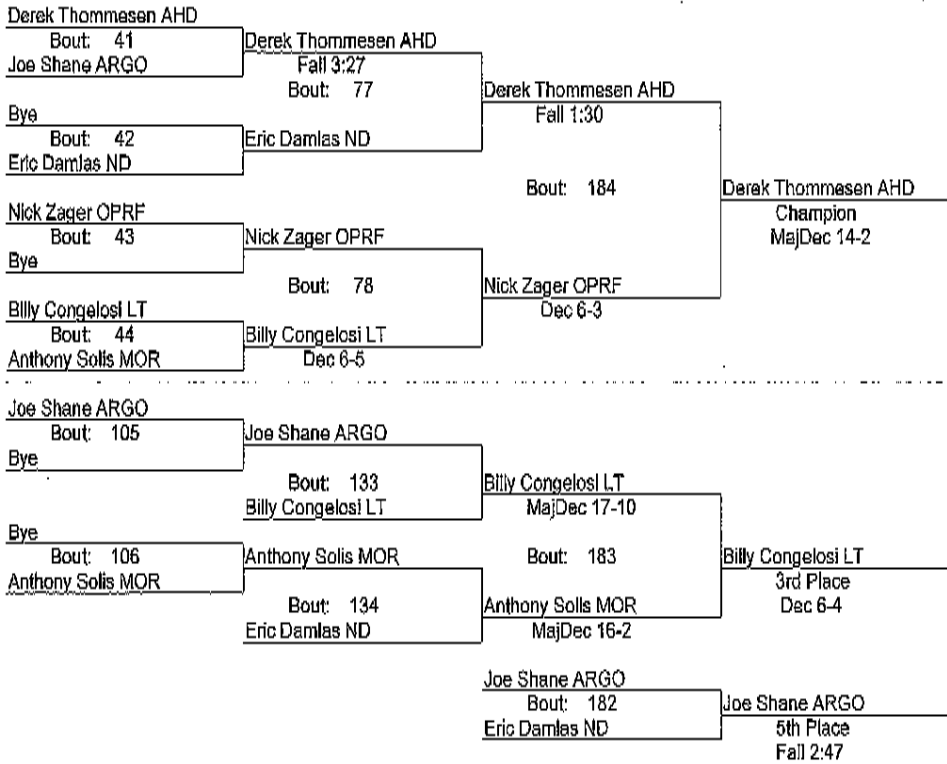 Derek Thommesen AHD
Bout: 41
Joe Shane ARGO
Derek Thommesen AHD
Fall 3:27
Bout: 77
Bye
Bout: 42
Eric Damias ND
Eric Damias ND
Derek Thommesen AHD
Fall 1:30
Nick Zager OPRF
Bout: 43
Bye
Nick Zager OPRF
Bout: 78
Billy Congelosi LT
Bout: 44
Anthony Solis MOR
Billy Congelosi LT
Dec 6-5
Nick Zager OPRF
Dec 6-3
Bout: 184
Derek Thommesen AHD
Champion
MajDec 14-2
Joe Shane ARGO
Bout: 105
Bye
Joe Shane ARGO
Bout: 133
Billy Congelosi LT
Bye
Bout: 106
Anthony Solis MOR
Anthony Solis MOR
Bout: 134
Eric Damias ND
Billy Congelosi LT
MajDec 17-10
Bout: 183
Anthony Solis MOR
MajDec 16-2
Billy Congelosi LT
3rd Place
Dec 6-4
Joe Shane ARGO
Bout: 182
Eric Damias ND
Joe Shane ARGO
5th Place
Fall 2:47